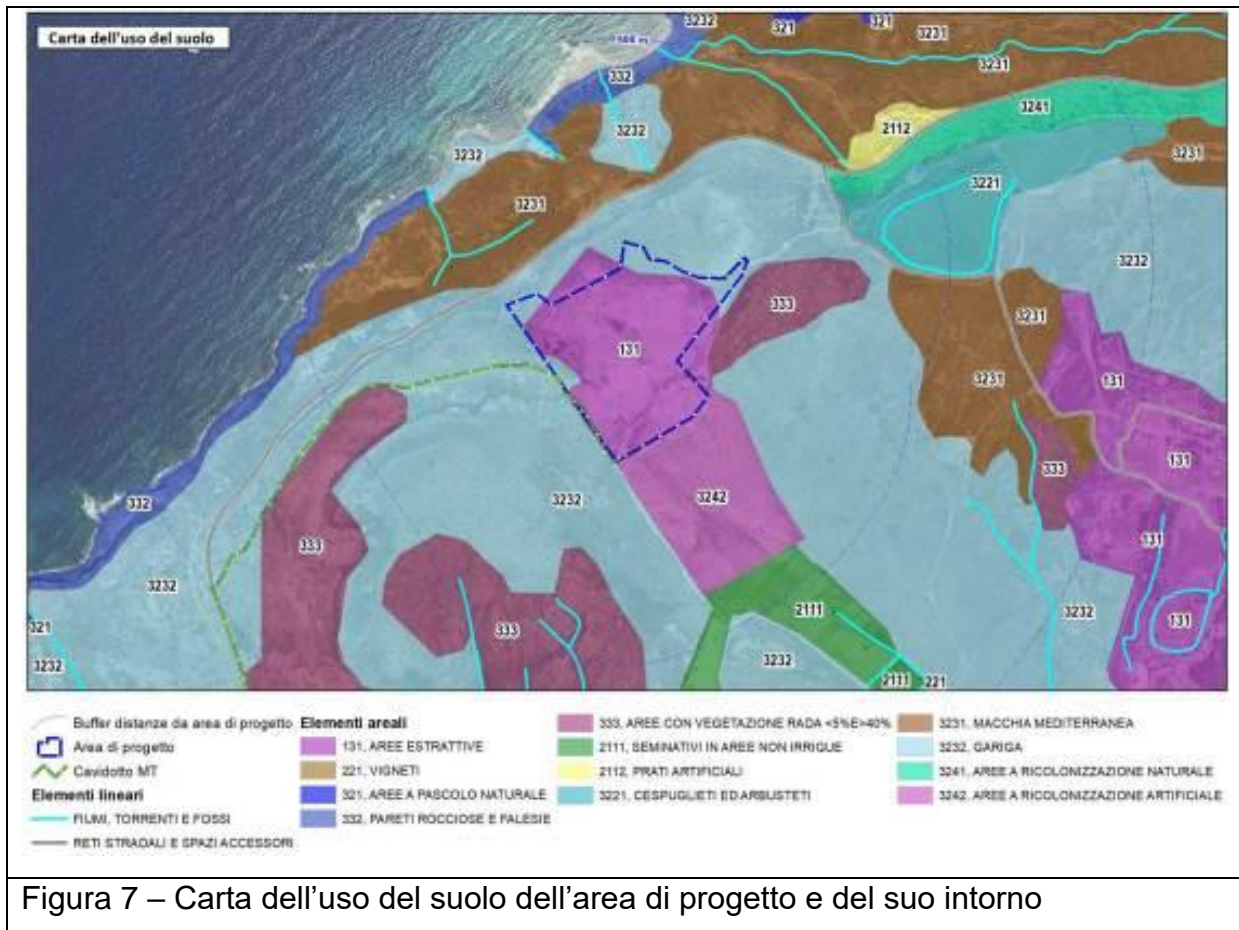 Carta dell'uso del suolo
3232
321
321
3231
332
3231
3241
2112
3232
3232
3231
3221
3231
3232
333
131
3231
3231
131
131
333
332
3242
3232
333
131
3232
2111
3232
131
321
333
3232
3232
2111
221
Buffer distanze da area di progetto
Area di progetto
Cavidotto MT
Elementi lineari
FIUMI, TORRENTI E FOSSI
RETI STRADALI E SPAZI ACCESSORI
Elementi areali
131, AREE ESTRATTIVE
221, VIGNETI
321, AREE A PASCOLO NATURALE
332, PARETI ROCCIOSE E FALESIE
333, AREE CON VEGETAZIONE RADA <5%E>40%
2111, SEMINATIVI IN AREE NON IRRIGUE
2112, PRATI ARTIFICIALI
3221, CESPUGLIETI ED ARBUSTETI
3231, MACCHIA MEDITERRANEA
3232, GARIGA
3241, AREE A RICOLONIZZAZIONE NATURALE
3242, AREE A RICOLONIZZAZIONE ARTIFICIALE
Figura 7 – Carta dell'uso del suolo dell'area di progetto e del suo intorno